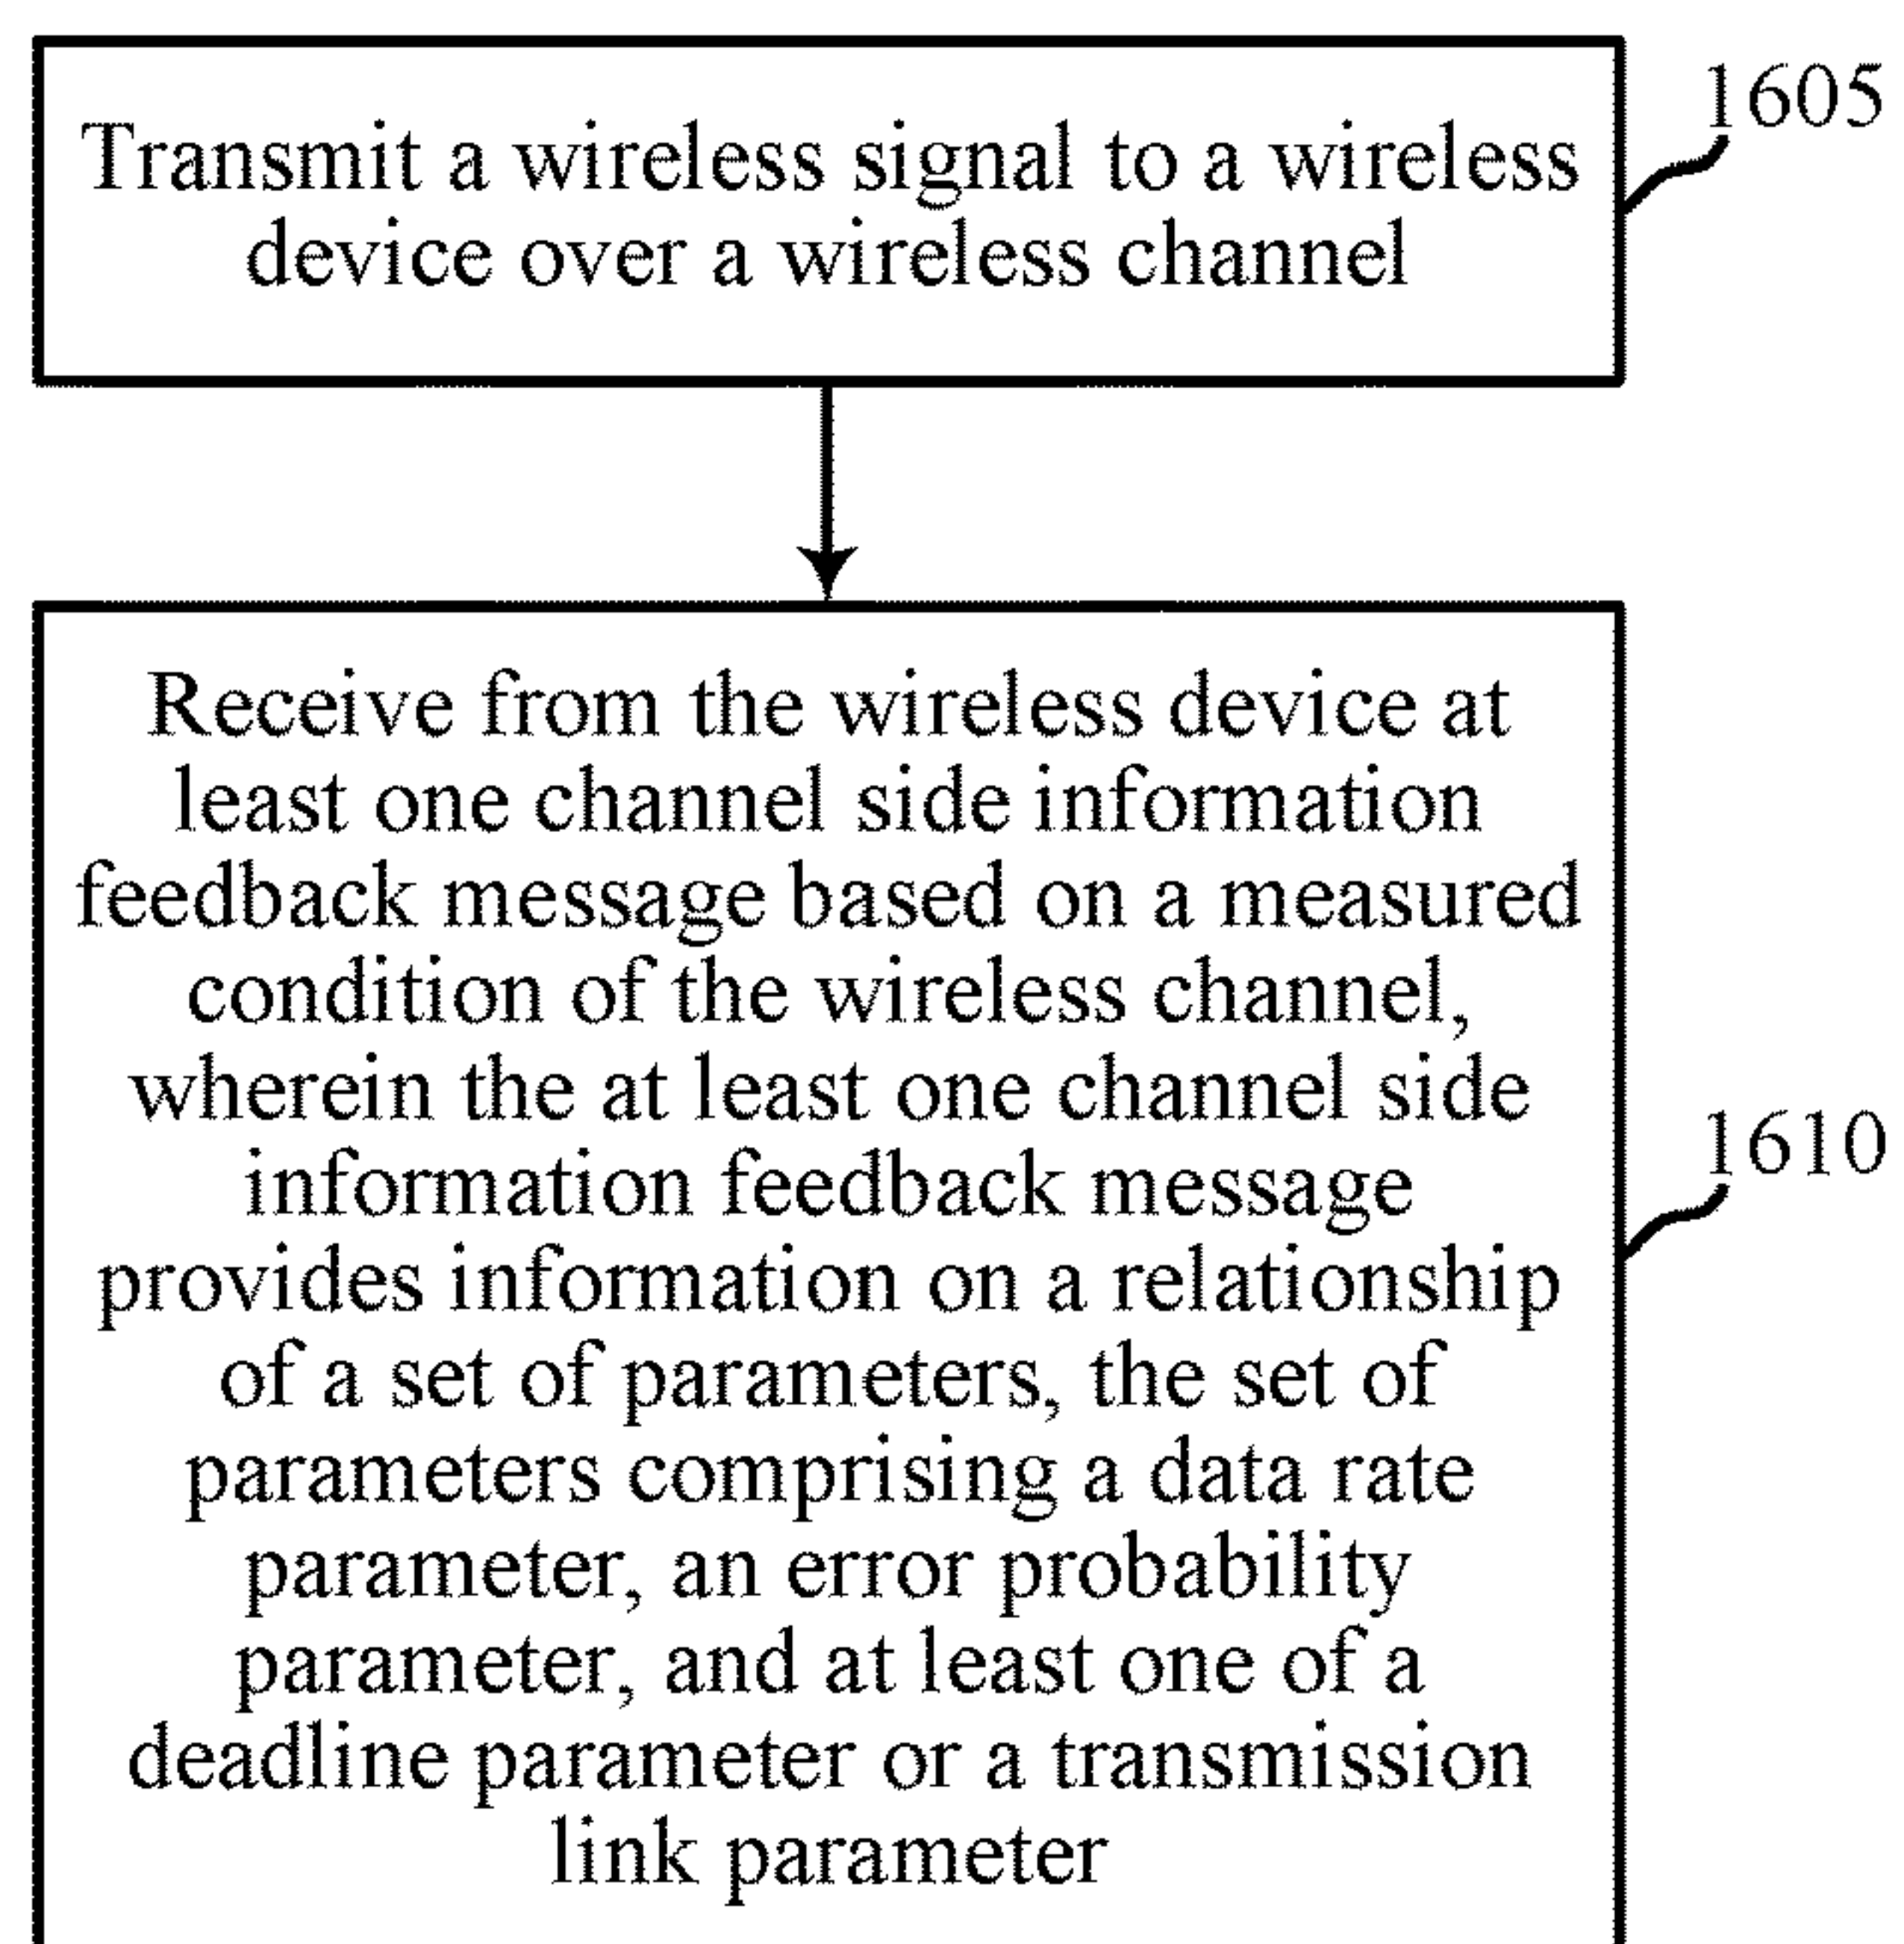 1605
Transmit a wireless signal to a wireless
device over a wireless channel
Receive from the wireless device at
least one channel side information
feedback message based on a measured
condition of the wireless channel,
wherein the at least one channel side
information feedback message
provides information on a relationship
of a set of parameters, the set of
parameters comprising a data rate
parameter, an error probability
parameter, and at least one of a
deadline parameter or a transmission
link parameter
1610